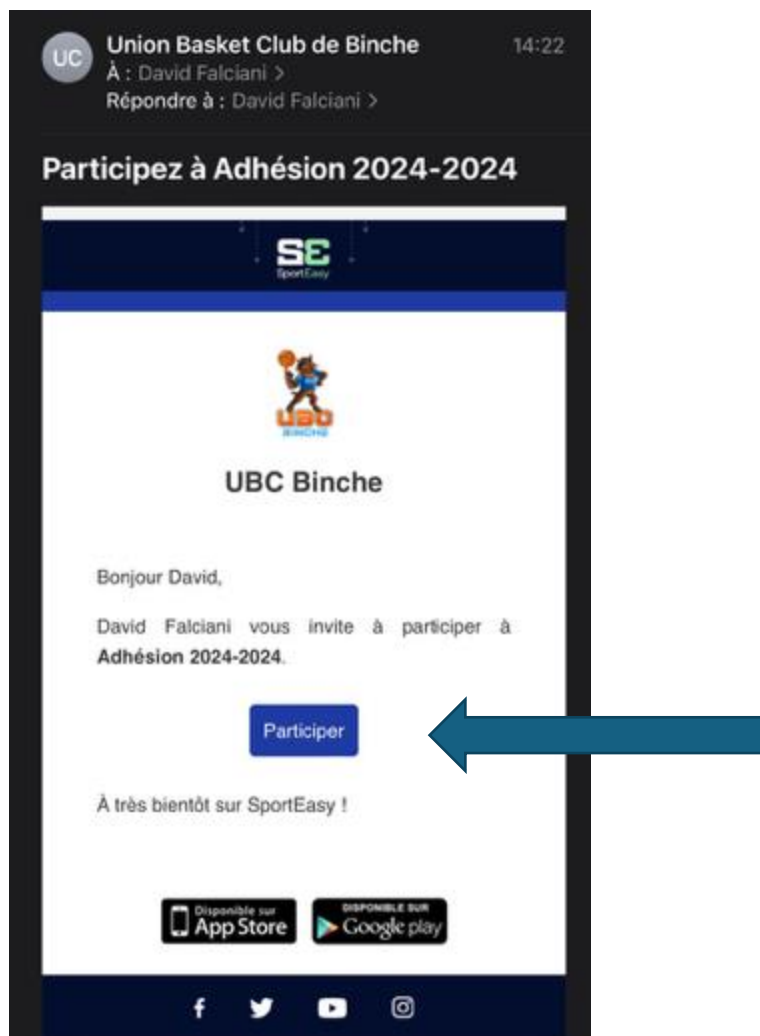 UC
Union Basket Club de Binche
14:22
À : David Falciani >
Répondre à : David Falciani >
Participez à Adhésion 2024-2024
SE
SportEasy
UBC
BINCHE
UBC Binche
Bonjour David,
David Falciani vous invite à participer à
Adhésion 2024-2024.
Participer
À très bientôt sur SportEasy !
Disponible sur
App Store
DISPONIBLE SUR
Google play